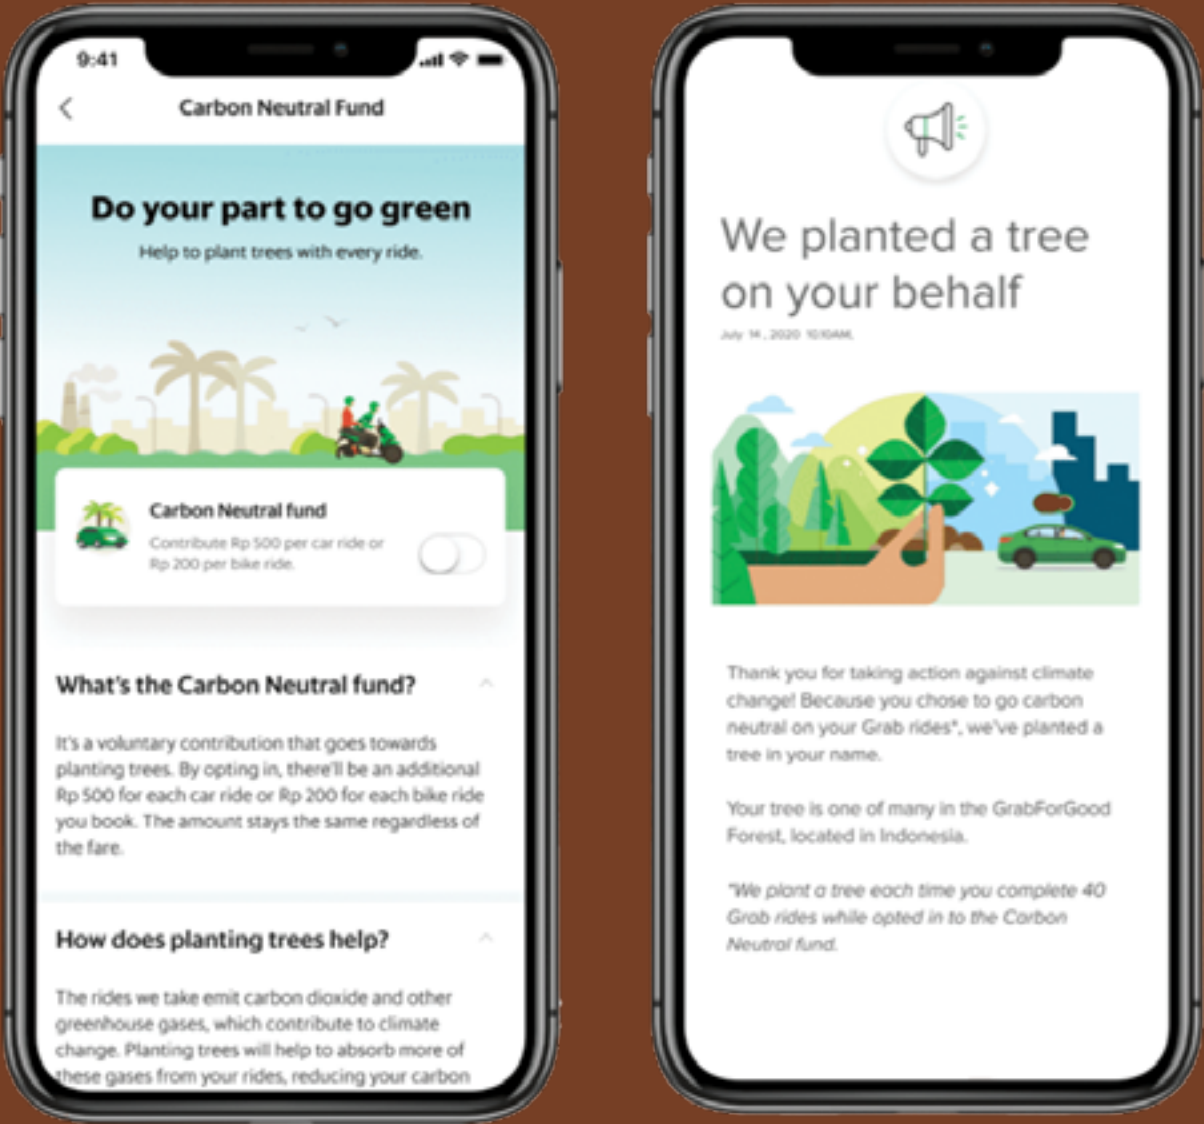 9:41
Carbon Neutral Fund
Do your part to go green
Help to plant trees with every ride.
Carbon Neutral fund
Contribute Rp 500 per car ride or
Rp 200 per bike ride.
What's the Carbon Neutral fund?
It's a voluntary contribution that goes towards
planting trees. By opting in, there'll be an additional
Rp 500 for each car ride or Rp 200 for each bike ride
you book. The amount stays the same regardless of
the fare.
How does planting trees help?
The rides we take emit carbon dioxide and other
greenhouse gases, which contribute to climate
change. Planting trees will help to absorb more of
these gases from your rides, reducing your carbon
We planted a tree
on your behalf
July 14, 2020 10:10AM,
Thank you for taking action against climate
change! Because you chose to go carbon
neutral on your Grab rides*, we've planted a
tree in your name.
Your tree is one of many in the GrabForGood
Forest, located in Indonesia.
*We plant a tree each time you complete 40
Grab rides while opted in to the Carbon
Neutral fund.